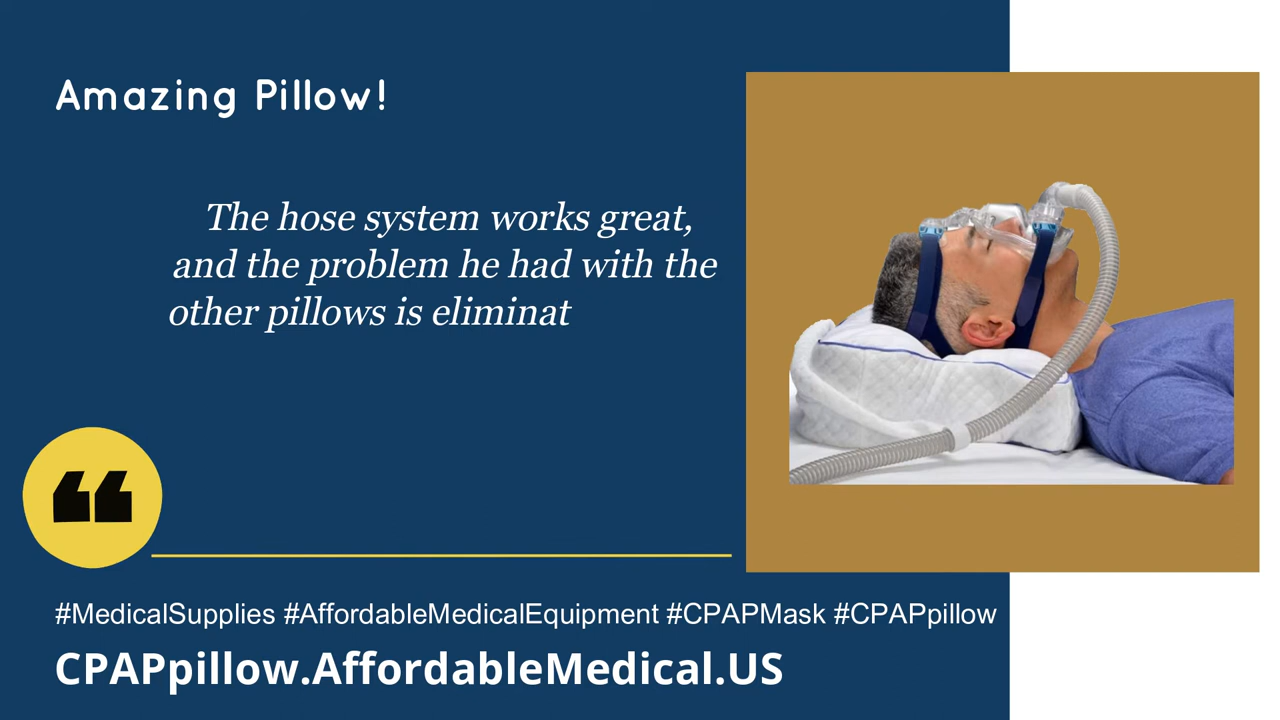 Amazing Pillow!
The hose system works great,
and the problem he had with the
other pillows is eliminat
❝
#MedicalSupplies #AffordableMedicalEquipment #CPAPMask #CPAPpillow
CPAPpillow.AffordableMedical.US